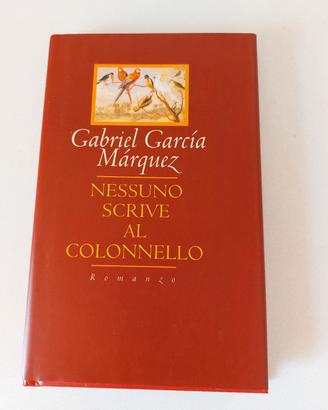 Gabriel García
Márquez
NESSUNO
SCRIVE
AL
COLONNELLO
Romanzo